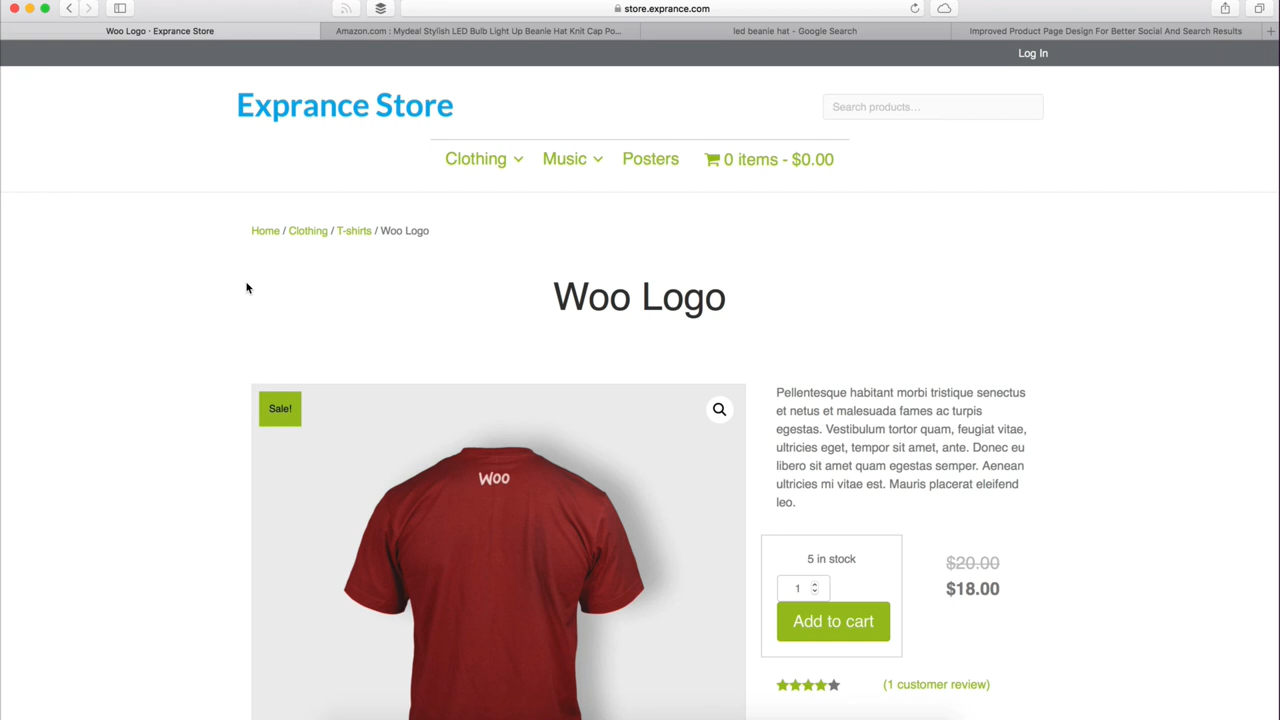 store.exprance.com
Woo Logo · Exprance Store
Amazon.com : Mydeal Stylish LED Bulb Light Up Beanie Hat Knit Cap Po...
led beanie hat - Google Search
Improved Product Page Design For Better Social And Search Results
Log In
Exprance Store
Search products...
Clothing
Music
Posters
0 items - $0.00
Home / Clothing / T-shirts / Woo Logo
Woo Logo
Sale!
Woo
Pellentesque habitant morbi tristique senectus
et netus et malesuada fames ac turpis
egestas. Vestibulum tortor quam, feugiat vitae,
ultricies eget, tempor sit amet, ante. Donec eu
libero sit amet quam egestas semper. Aenean
ultricies mi vitae est. Mauris placerat eleifend
leo.
5 in stock
1
Add to cart
$20.00
$18.00
(1 customer review)